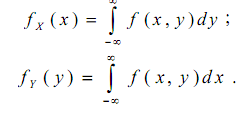 f_X (x) = ∫_{-∞}^{∞} f (x, y) dy ;
f_Y (y) = ∫_{-∞}^{∞} f (x, y) dx .